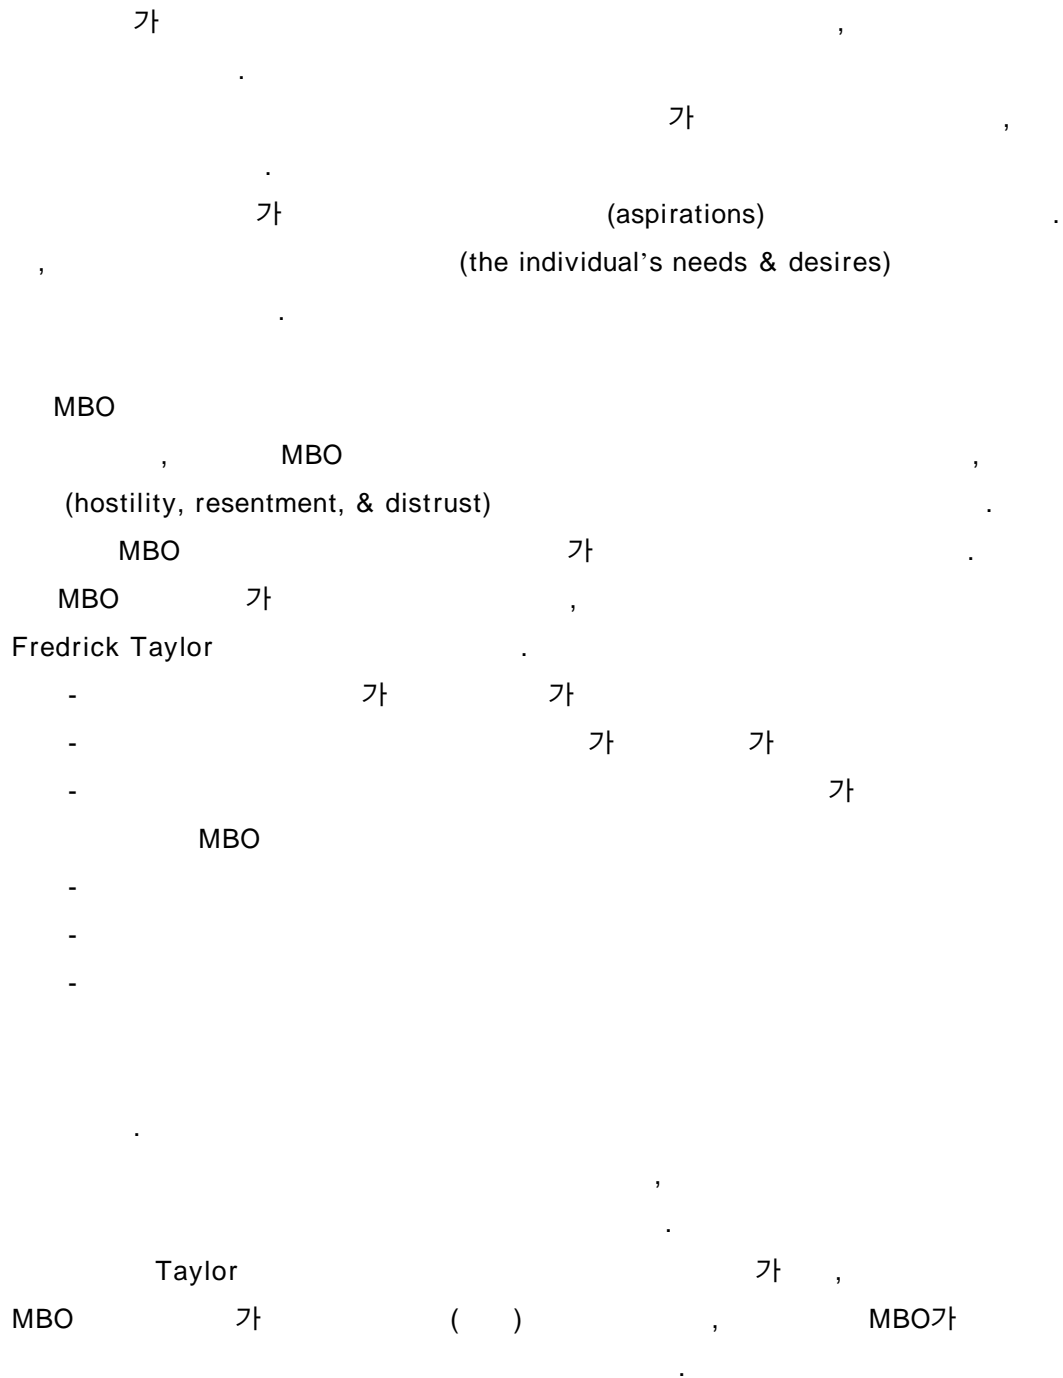 가 ,
.
가 ,
.
가 (aspirations) .
, (the individual’s needs & desires)
.
MBO
, MBO ,
(hostility, resentment, & distrust) .
MBO 가 .
MBO 가 ,
Fredrick Taylor .
- 가 가
- 가 가
- 가
MBO
-
-
-
.
,
.
Taylor 가 ,
MBO 가 ( ) , MBO가
.